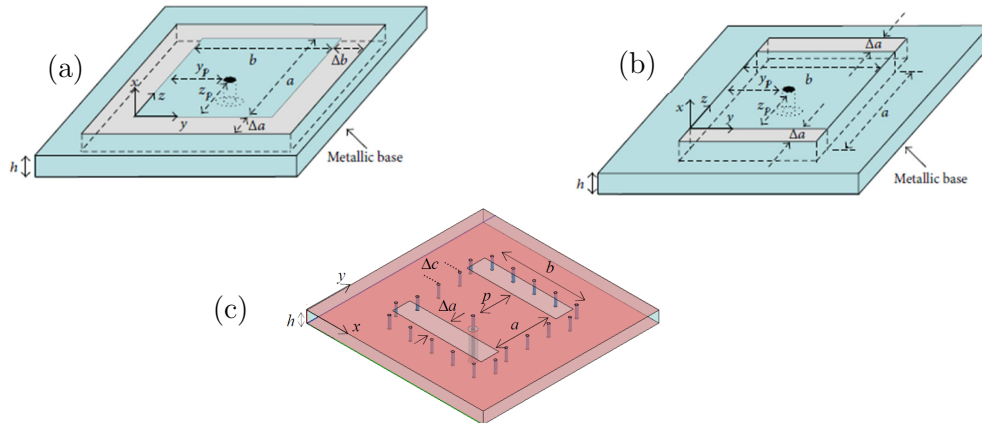 (a)
b
Δb
y_p
a
x
z
z_p
y
Δa
h
Metallic base
(b)
Δa
b
y_p
x
z
z_p
a
y
Δa
h
Metallic base
(c)
Δc
b
y
p
Δa
a
h
x